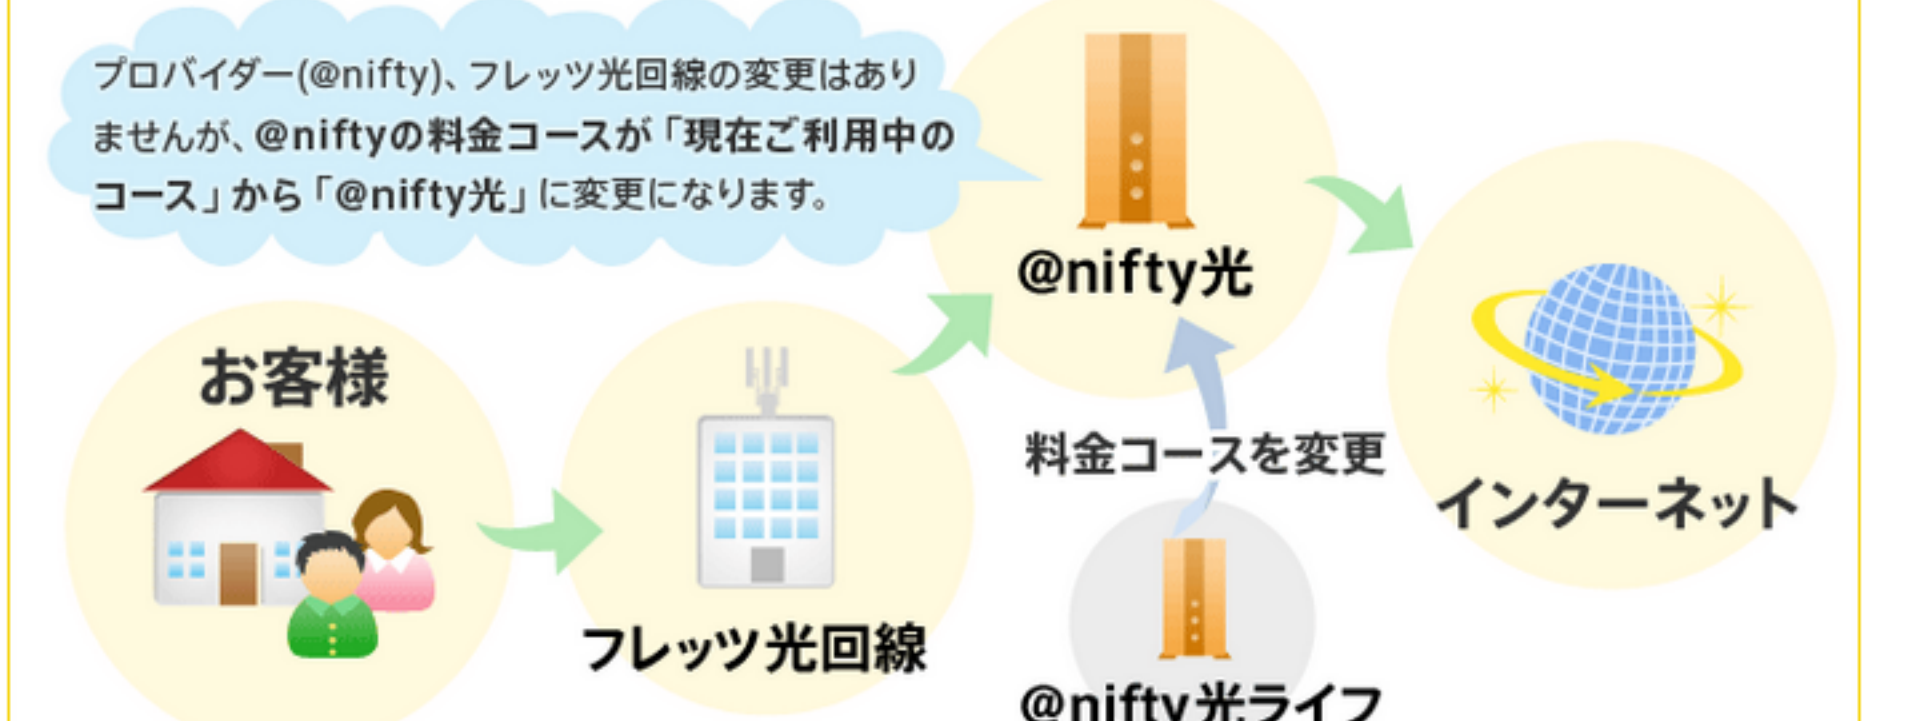 プロバイダー(@nifty)、フレッツ光回線の変更はあり
ませんが、@niftyの料金コースが「現在ご利用中の
コース」から「@nifty光」に変更になります。
@nifty光
お客様
料金コースを変更
インターネット
フレッツ光回線
@nifty光ライフ